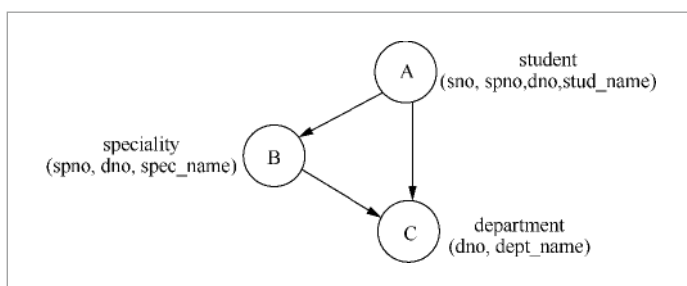 student
A
(sno, spno,dno,stud_name)
speciality
B
(spno, dno, spec_name)
department
C
(dno, dept_name)